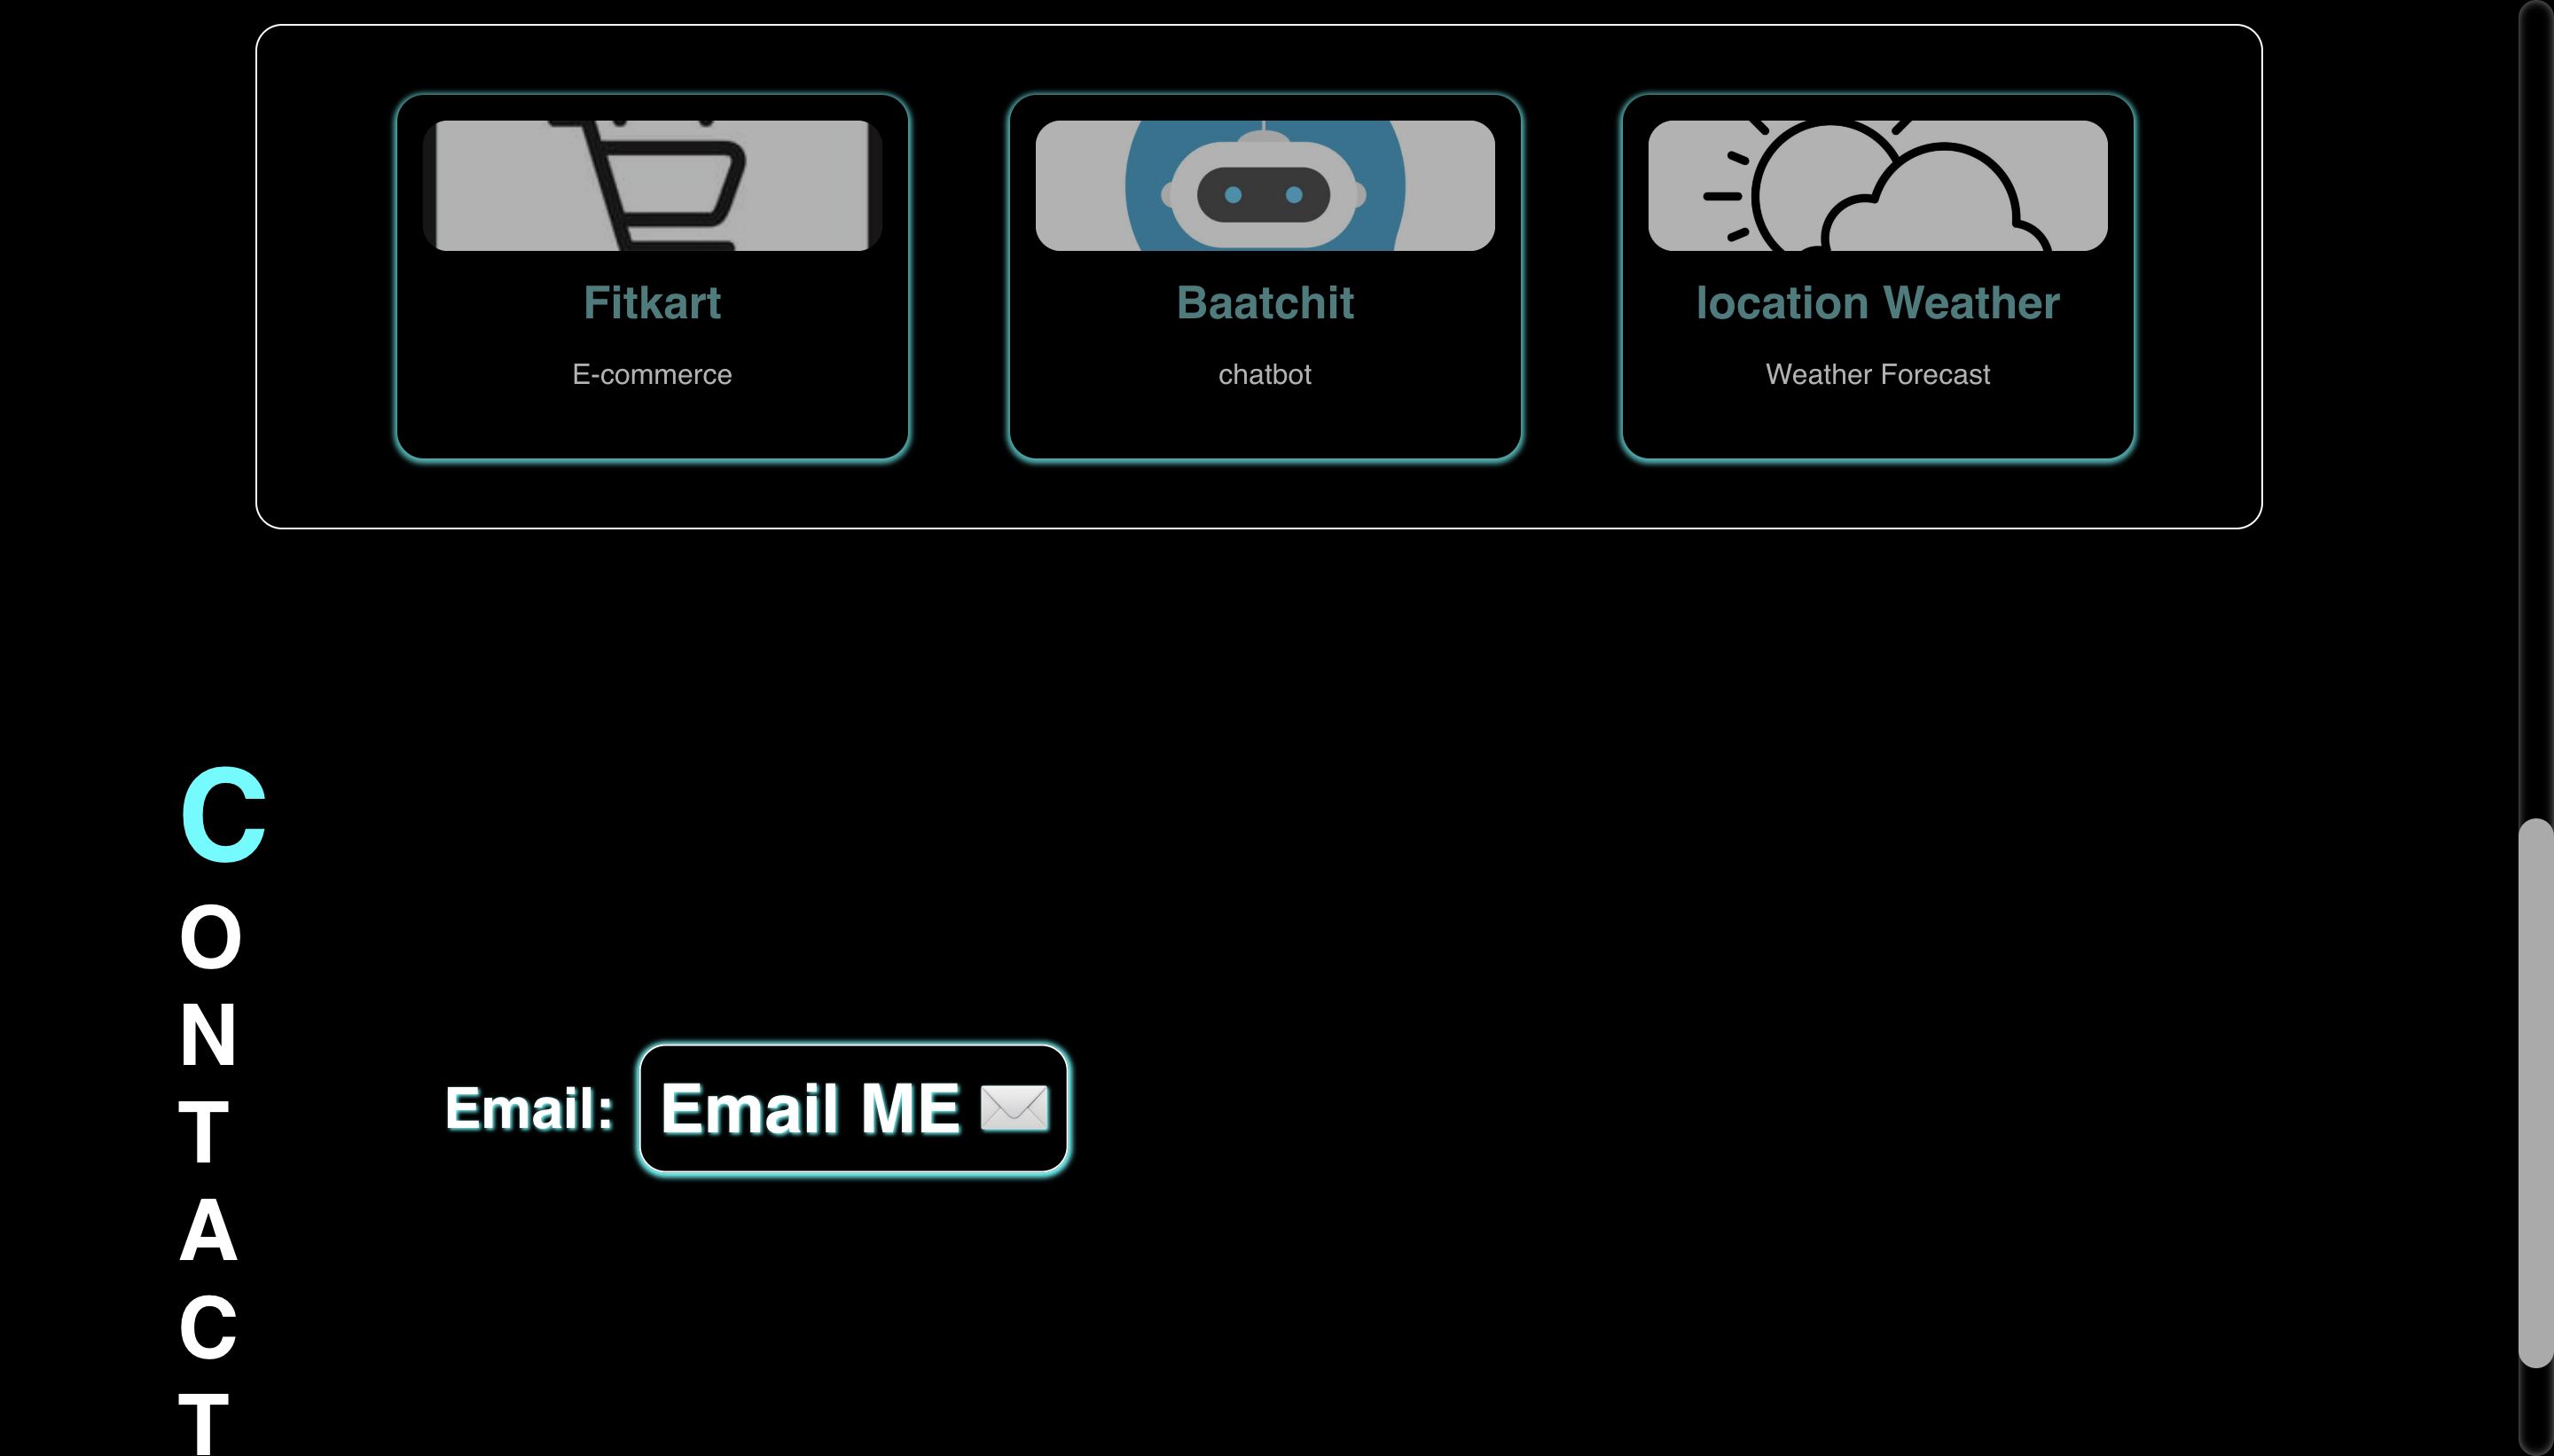 Fitkart
E-commerce
Baatchit
chatbot
location Weather
Weather Forecast
C
O
N
T
A
C
T
Email: Email ME ✉️